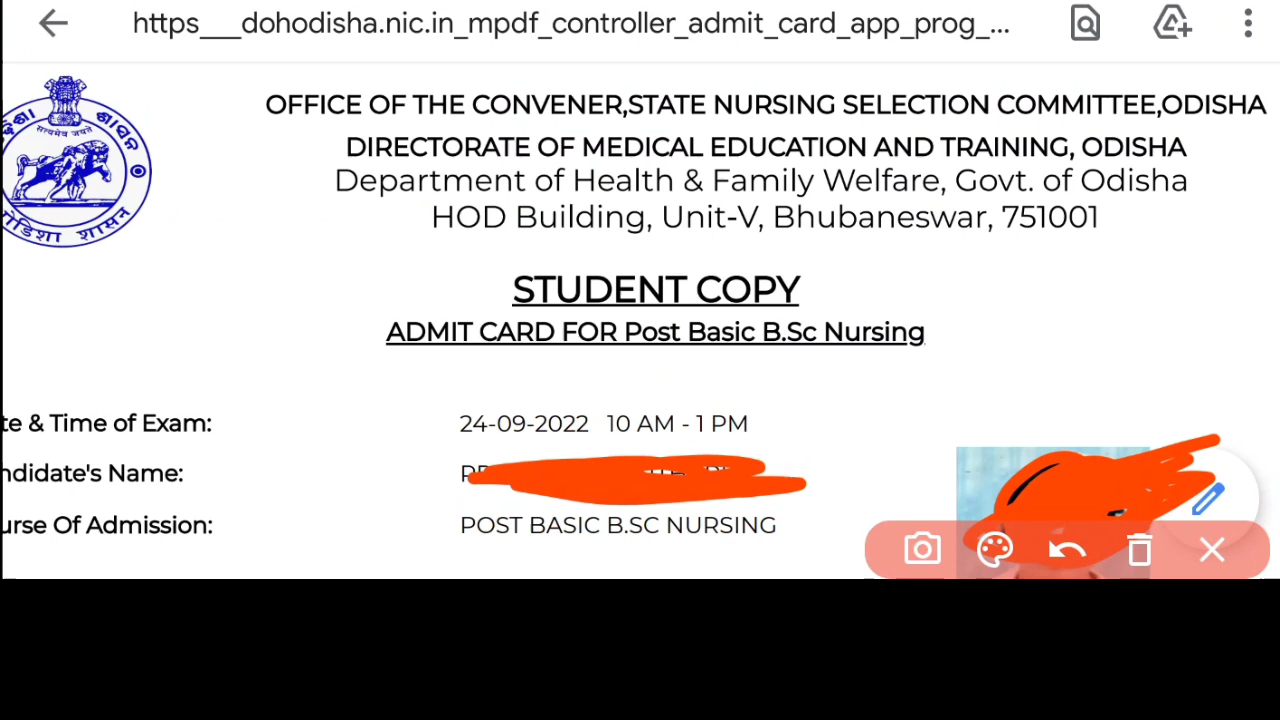 https___dohodisha.nic.in_mpdf_controller_admit_card_app_prog_...
OFFICE OF THE CONVENER,STATE NURSING SELECTION COMMITTEE,ODISHA
DIRECTORATE OF MEDICAL EDUCATION AND TRAINING, ODISHA
Department of Health & Family Welfare, Govt. of Odisha
HOD Building, Unit-V, Bhubaneswar, 751001
सत्यमेव जयते
STUDENT COPY
ADMIT CARD FOR Post Basic B.Sc Nursing
te & Time of Exam: 24-09-2022 10 AM - 1 PM
ndidate's Name:
urse Of Admission: POST BASIC B.SC NURSING